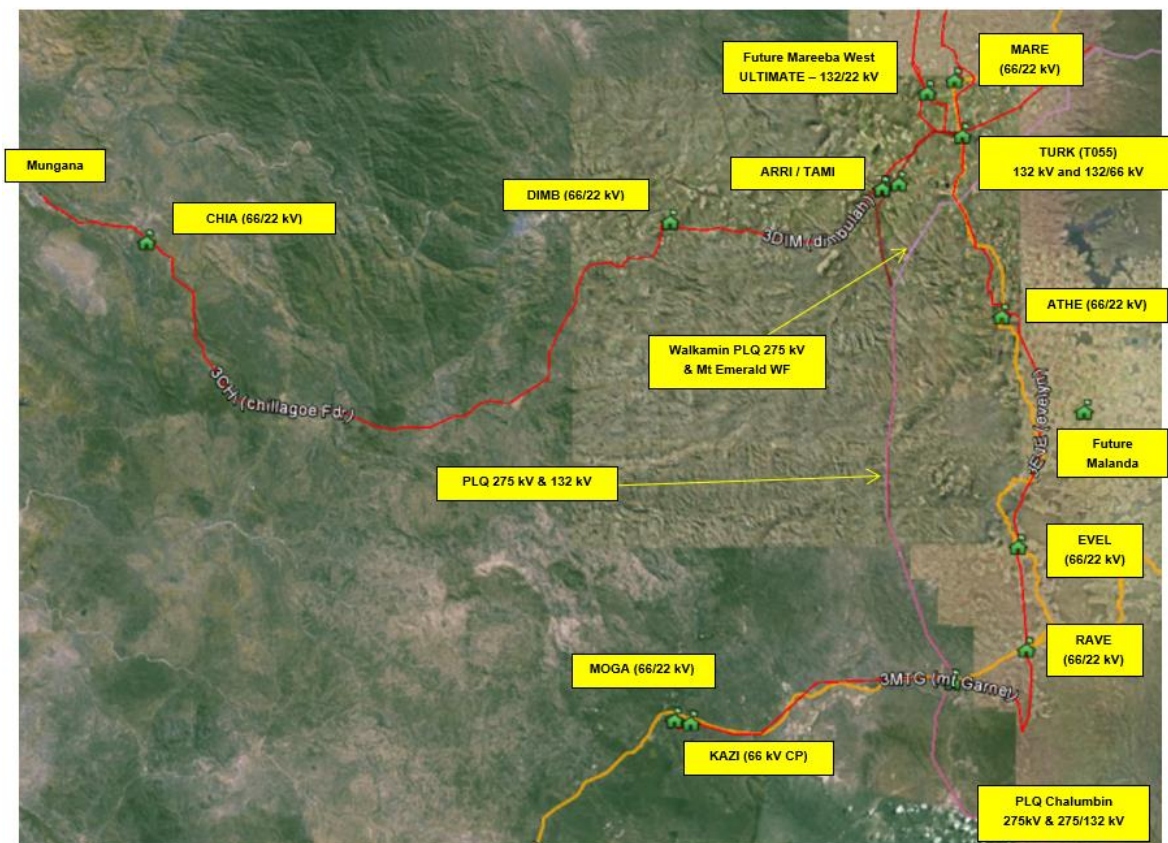 Future Mareeba West
ULTIMATE – 132/22 kV
MARE
(66/22 kV)
Mungana
TURK (T055)
132 kV and 132/66 kV
ARRI / TAMI
DIMB (66/22 kV)
CHIA (66/22 kV)
3DIM (dimbulah)
ATHE (66/22 kV)
Walkamin PLQ 275 kV
& Mt Emerald WF
3CHI (chillagoe Fdr)
3EVE (evelyn)
Future
Malanda
PLQ 275 kV & 132 kV
EVEL
(66/22 kV)
RAVE
(66/22 kV)
MOGA (66/22 kV)
3MTG (mt Garnet)
KAZI (66 kV CP)
PLQ Chalumbin
275kV & 275/132 kV